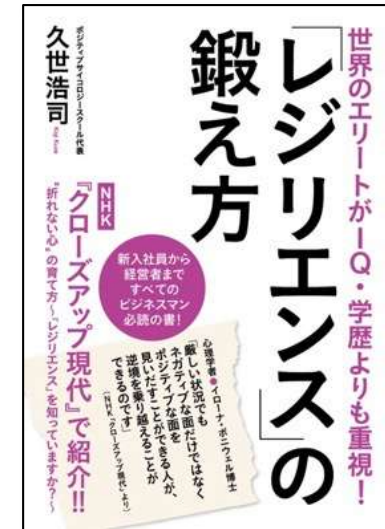 世界のエリートがIQ・学歴よりも重視！
「レジリエンス」の
鍛え方
ポジティブサイコロジースクール代表
久世浩司
Koji Kuze
新入社員から
経営者まで
すべての
ビジネスマン
必読の書！
NHK
『クローズアップ現代』で紹介!!
“折れない心”の育て方～「レジリエンス」を知っていますか？～
心理学者●イローナ・ボニウェル博士
「厳しい状況でも
ネガティブな面だけではなく
ポジティブな面を
見いだすことができる人が、
逆境を乗り越えることが
できるのです」
（NHK『クローズアップ現代』より）